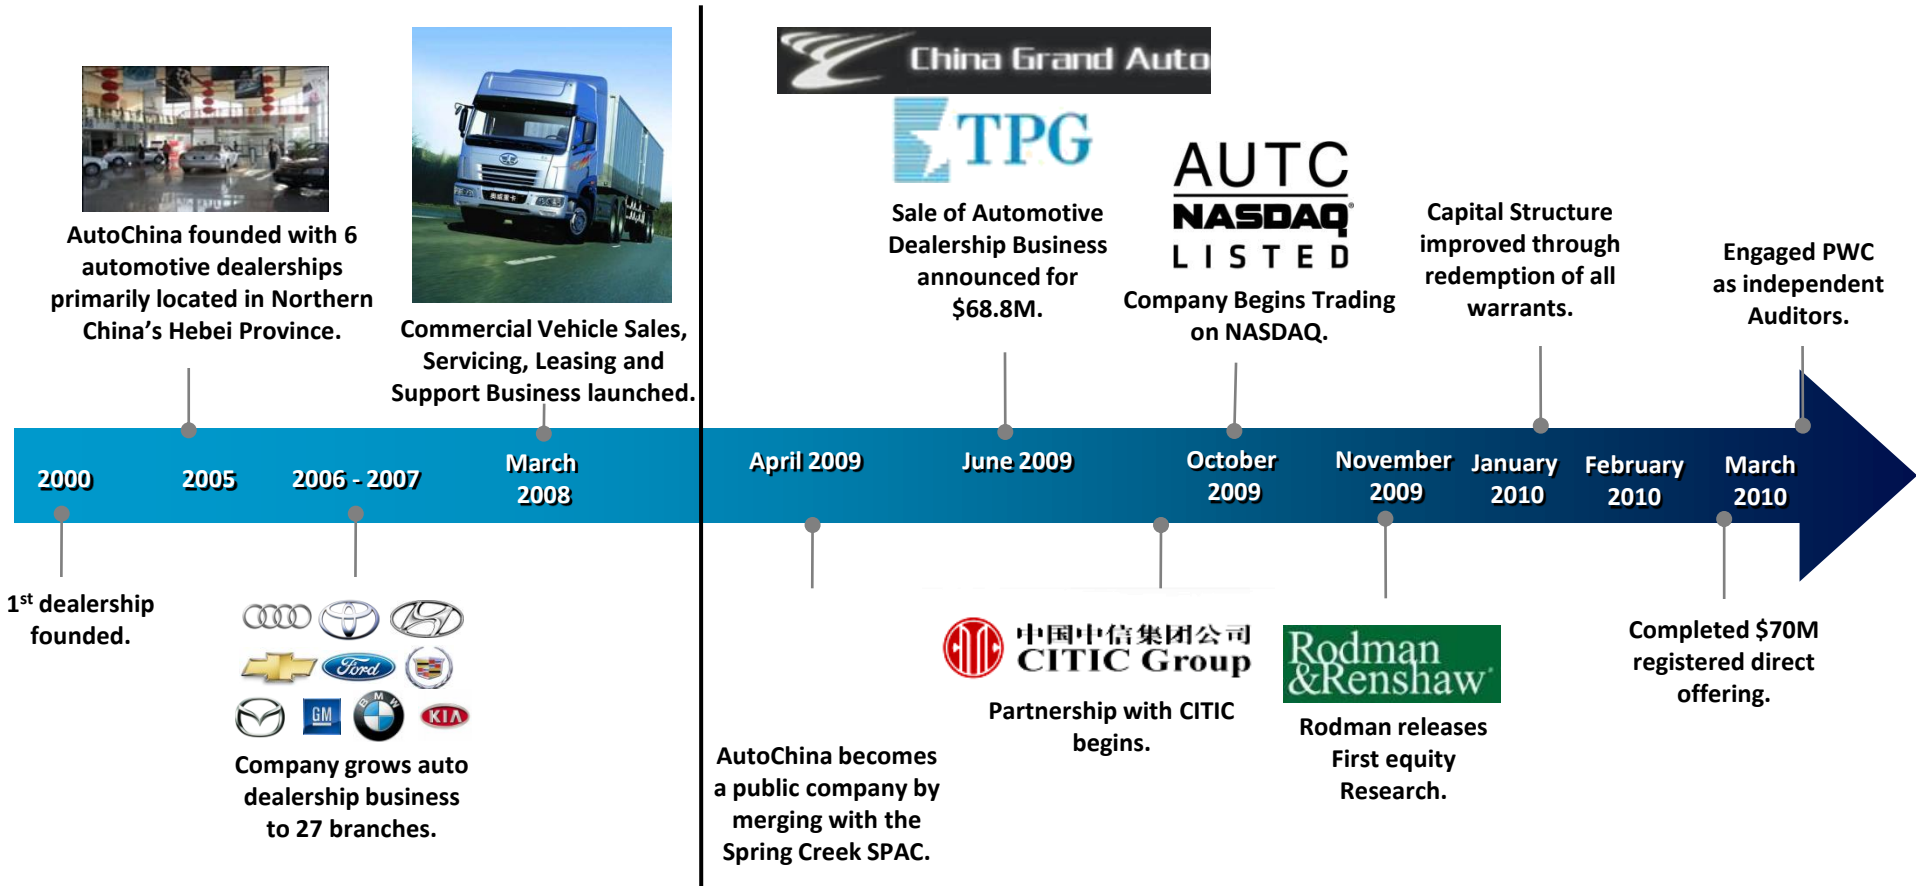 China Grand Auto
TPG
AUTC
NASDAQ
LISTED
AutoChina founded with 6
automotive dealerships
primarily located in Northern
China’s Hebei Province.
Commercial Vehicle Sales,
Servicing, Leasing and
Support Business launched.
Sale of Automotive
Dealership Business
announced for
$68.8M.
Company Begins Trading
on NASDAQ.
Capital Structure
improved through
redemption of all
warrants.
Engaged PWC
as independent
Auditors.
2000
2005
2006 - 2007
March
2008
April 2009
June 2009
October
2009
November
2009
January
2010
February
2010
March
2010
1st dealership
founded.
Ford
GM
BMW
KIA
Company grows auto
dealership business
to 27 branches.
AutoChina becomes
a public company by
merging with the
Spring Creek SPAC.
中国中信集团公司
CITIC Group
Partnership with CITIC
begins.
Rodman
&Renshaw
Rodman releases
First equity
Research.
Completed $70M
registered direct
offering.